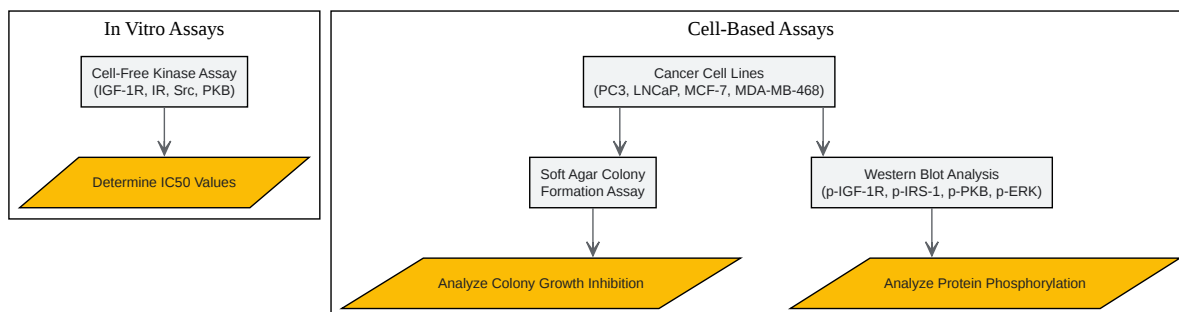 In Vitro Assays
Cell-Free Kinase Assay
(IGF-1R, IR, Src, PKB)
Determine IC50 Values
Cell-Based Assays
Cancer Cell Lines
(PC3, LNCaP, MCF-7, MDA-MB-468)
Soft Agar Colony
Formation Assay
Western Blot Analysis
(p-IGF-1R, p-IRS-1, p-PKB, p-ERK)
Analyze Colony Growth Inhibition
Analyze Protein Phosphorylation